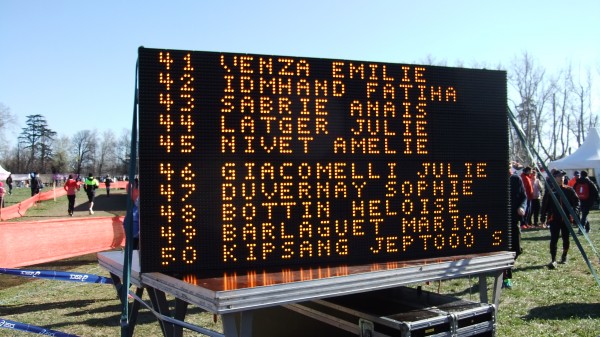 41 VENZA EMILIE
42 IDMHAND FATIHA
43 SABRIE ANAIS
44 LATGER JULIE
45 NIVET AMELIE
46 GIACOMELLI JULIE
47 DUVERNAY SOPHIE
48 BOTTIN HELOISE
49 BARLAGUET MARION
50 KIPSANG JEPTOOO S